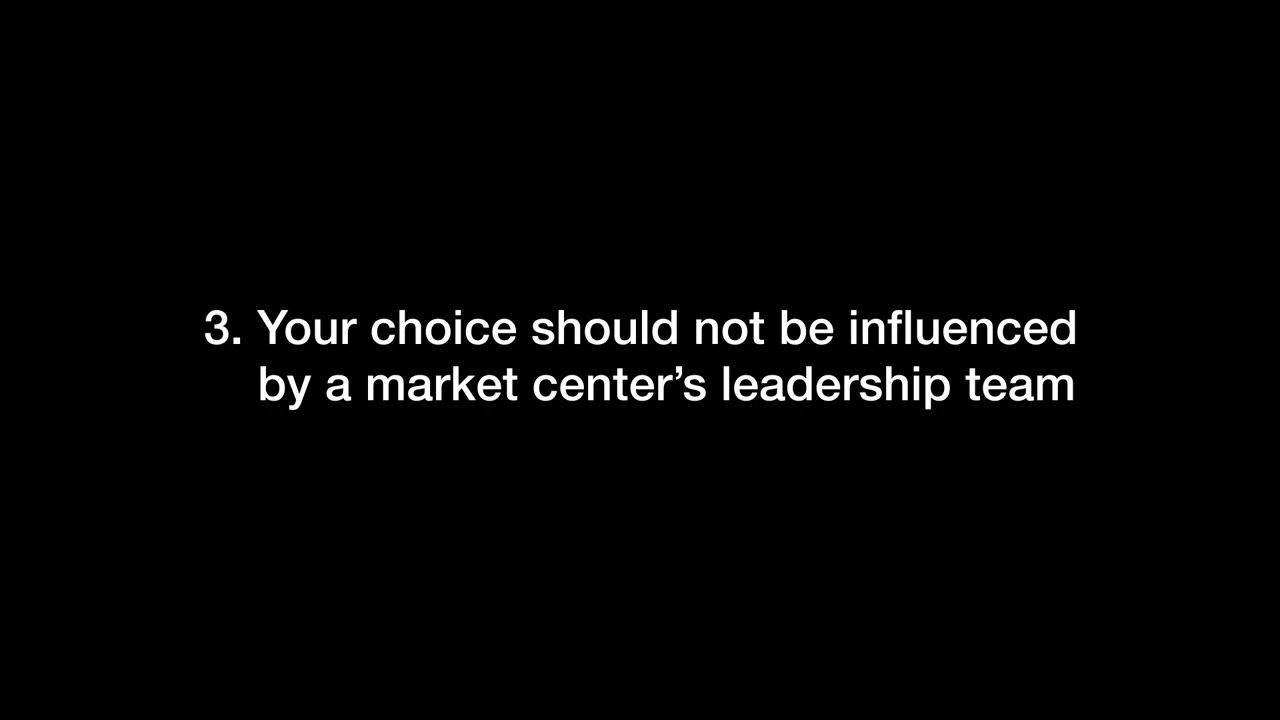 3. Your choice should not be influenced
by a market center’s leadership team